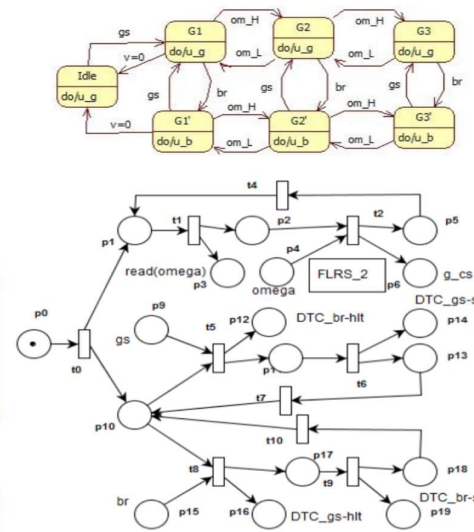 G1
do/u_g
om_H
G2
do/u_g
om_H
G3
do/u_g
gs
v=0
om_L
om_L
Idle
do/u_g
gs
br
gs
br
gs
br
om_H
om_H
v=0
G1'
do/u_b
om_L
G2'
do/u_b
om_L
G3'
do/u_b
t4
p1
t1
p2
t2
p5
p4
read(omega)
p3
omega
FLRS_2
p6
g_cs
p0
p9
p12
DTC_br-hlt
DTC_gs-s
gs
t5
p14
p1
t0
t6
p13
t7
p10
t10
t8
p17
t9
p18
br
p15
p16
DTC_gs-hlt
DTC_br-s
p19